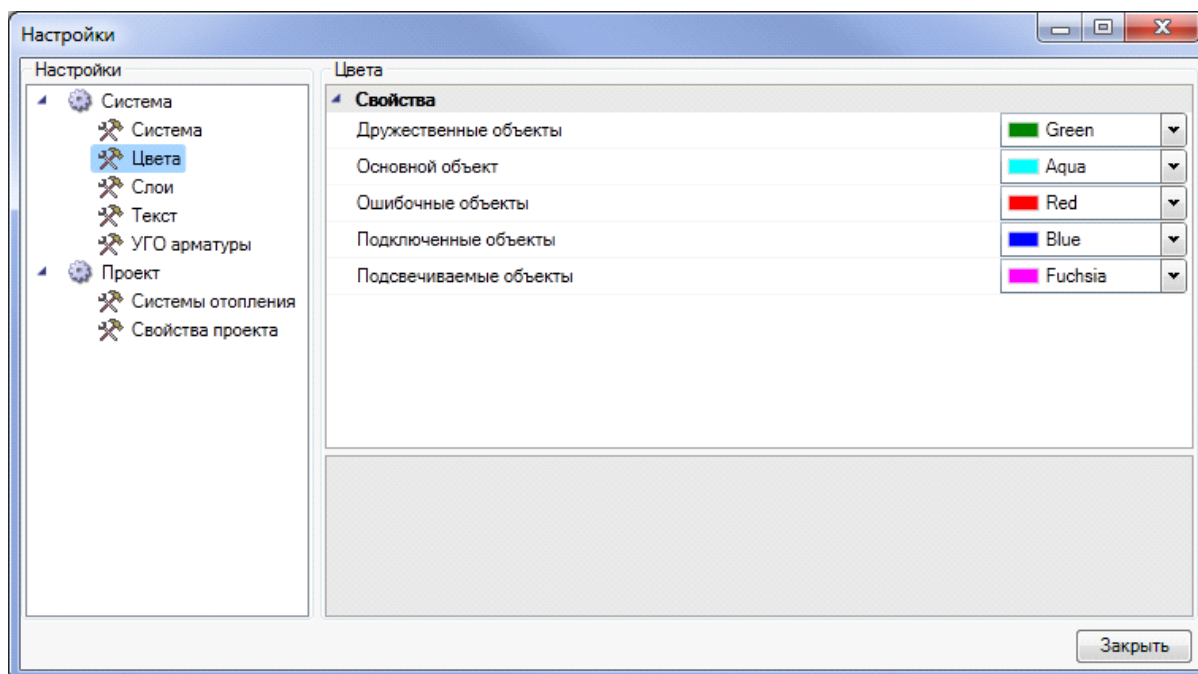 Настройки
Настройки
Система
Система
Цвета
Слои
Текст
УГО арматуры
Проект
Системы отопления
Свойства проекта
Цвета
Свойства
Дружественные объекты Green
Основной объект Aqua
Ошибочные объекты Red
Подключенные объекты Blue
Подсвечиваемые объекты Fuchsia
Закрыть